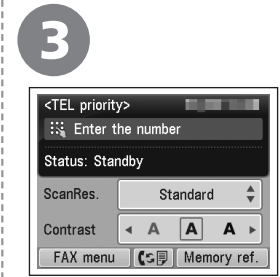 3
<TEL priority>
Enter the number
Status: Standby
ScanRes. Standard
Contrast A A A
FAX menu Memory ref.